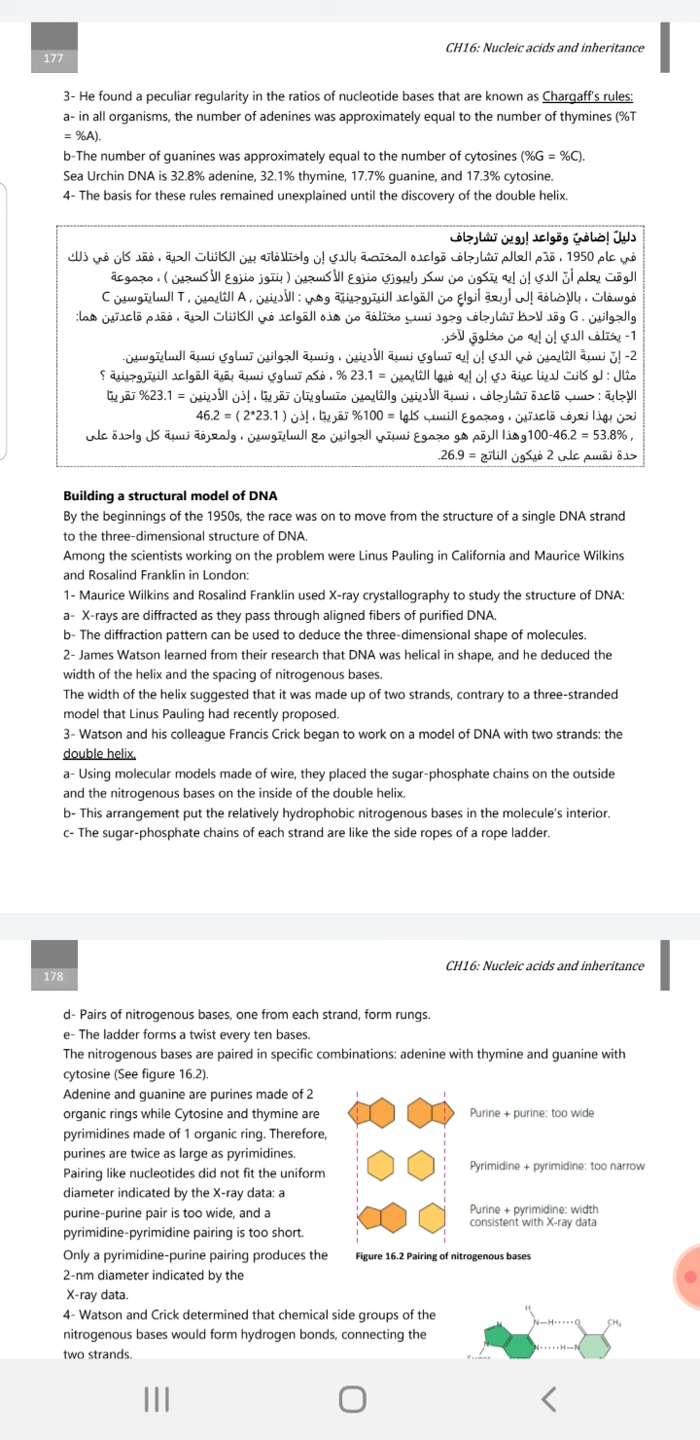 177
CH16: Nucleic acids and inheritance
3- He found a peculiar regularity in the ratios of nucleotide bases that are known as Chargaff's rules:
a- in all organisms, the number of adenines was approximately equal to the number of thymines (%T
= %A).
b-The number of guanines was approximately equal to the number of cytosines (%G = %C).
Sea Urchin DNA is 32.8% adenine, 32.1% thymine, 17.7% guanine, and 17.3% cytosine.
4- The basis for these rules remained unexplained until the discovery of the double helix.
دليلٌ إضافيٌ وقواعد إروين تشارجاف
في عام 1950 ، قدّم العالم تشارجاف قواعده المختصة بالدي إن إيه واختلافاته بين الكائنات الحية ، فقد كان في ذلك
الوقت يعلم أنّ الدي إن إيه يتكون من سكر رايبوزي منزوع الأكسجين ( بنتوز منزوع الأكسجين ) ، مجموعة
فوسفات ، بالإضافة إلى أربعةِ أنواعٍ من القواعد النيتروجينيّة وهي : الأدينين , A الثايمين , T السايتوسين C
والجوانين . G وقد لاحظ تشارجاف وجود نسبٍ مختلفة من هذه القواعد في الكائنات الحية ، فقدم قاعدتين هما:
1- يختلف الدي إن إيه من مخلوقٍ لآخر.
2- إنّ نسبةَ الثايمين في الدي إن إيه تساوي نسبة الأدينين ، ونسبة الجوانين تساوي نسبة السايتوسين.
مثال : لو كانت لدينا عينة دي إن إيه فيها الثايمين = 23.1 % ، فكم تساوي نسبة بقية القواعد النيتروجينية ؟
الإجابة : حسب قاعدة تشارجاف ، نسبة الأدينين والثايمين متساويتان تقريبًا ، إذن الأدينين = 23.1% تقريبًا
نحن بهذا نعرف قاعدتين ، ومجموع النسب كلها = 100% تقريبًا ، إذن ( 23.1*2 ) = 46.2
, 100-46.2 = 53.8% وهذا الرقم هو مجموع نسبتي الجوانين مع السايتوسين ، ولمعرفة نسبة كل واحدة على
حدة نقسم على 2 فيكون الناتج = 26.9.
Building a structural model of DNA
By the beginnings of the 1950s, the race was on to move from the structure of a single DNA strand
to the three-dimensional structure of DNA.
Among the scientists working on the problem were Linus Pauling in California and Maurice Wilkins
and Rosalind Franklin in London:
1- Maurice Wilkins and Rosalind Franklin used X-ray crystallography to study the structure of DNA:
a- X-rays are diffracted as they pass through aligned fibers of purified DNA.
b- The diffraction pattern can be used to deduce the three-dimensional shape of molecules.
2- James Watson learned from their research that DNA was helical in shape, and he deduced the
width of the helix and the spacing of nitrogenous bases.
The width of the helix suggested that it was made up of two strands, contrary to a three-stranded
model that Linus Pauling had recently proposed.
3- Watson and his colleague Francis Crick began to work on a model of DNA with two strands: the
double helix.
a- Using molecular models made of wire, they placed the sugar-phosphate chains on the outside
and the nitrogenous bases on the inside of the double helix.
b- This arrangement put the relatively hydrophobic nitrogenous bases in the molecule's interior.
c- The sugar-phosphate chains of each strand are like the side ropes of a rope ladder.
178
CH16: Nucleic acids and inheritance
d- Pairs of nitrogenous bases, one from each strand, form rungs.
e- The ladder forms a twist every ten bases.
The nitrogenous bases are paired in specific combinations: adenine with thymine and guanine with
cytosine (See figure 16.2).
Adenine and guanine are purines made of 2
organic rings while Cytosine and thymine are
pyrimidines made of 1 organic ring. Therefore,
purines are twice as large as pyrimidines.
Pairing like nucleotides did not fit the uniform
diameter indicated by the X-ray data: a
purine-purine pair is too wide, and a
pyrimidine-pyrimidine pairing is too short.
Only a pyrimidine-purine pairing produces the
2-nm diameter indicated by the
X-ray data.
Purine + purine: too wide
Pyrimidine + pyrimidine: too narrow
Purine + pyrimidine: width
consistent with X-ray data
Figure 16.2 Pairing of nitrogenous bases
4- Watson and Crick determined that chemical side groups of the
nitrogenous bases would form hydrogen bonds, connecting the
two strands.
H
N—H·····O
CH₃
N
N·····H—N